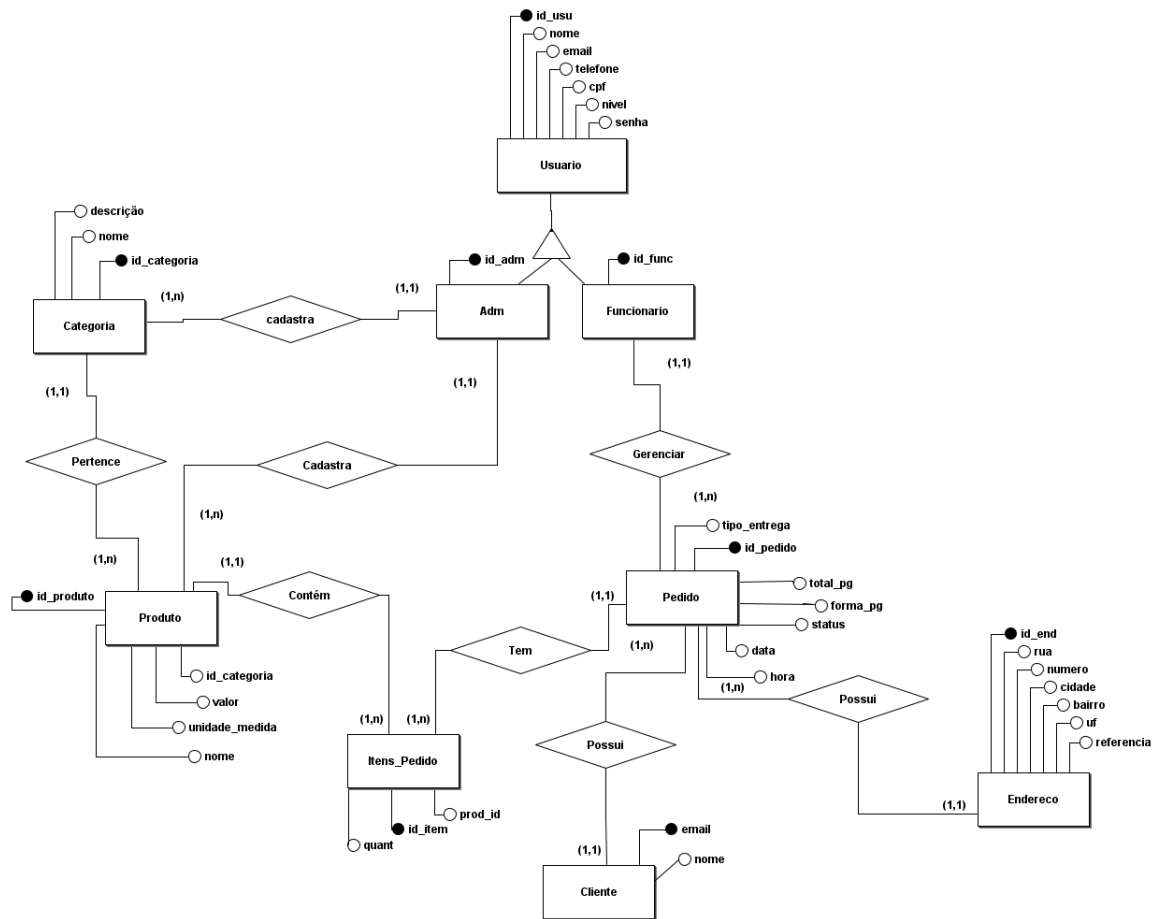 id_usu
nome
email
telefone
cpf
nivel
senha
Usuario
descrição
nome
id_categoria
id_adm
id_func
(1,n)
(1,1)
Categoria
cadastra
Adm
Funcionario
(1,1)
(1,1)
(1,1)
Pertence
Cadastra
Gerenciar
(1,n)
(1,n)
(1,n)
(1,1)
tipo_entrega
id_pedido
id_produto
Produto
Contém
(1,1)
Pedido
total_pg
forma_pg
status
(1,n)
data
hora
(1,n)
Tem
id_categoria
valor
unidade_medida
nome
(1,n)
(1,n)
Itens_Pedido
prod_id
id_item
quant
Possui
Possui
id_end
rua
numero
cidade
bairro
uf
referencia
Endereco
(1,1)
(1,1)
email
nome
Cliente